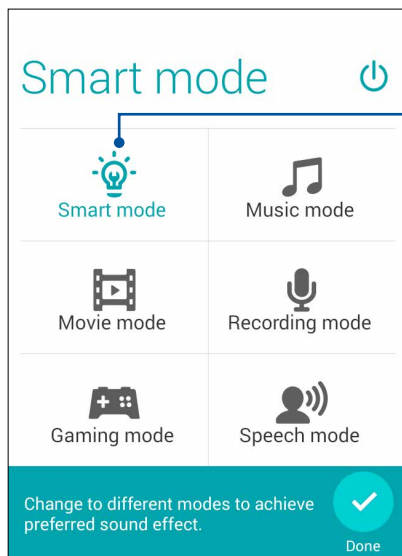 Smart mode
Smart mode
Music mode
Movie mode
Recording mode
Gaming mode
Speech mode
Change to different modes to achieve
preferred sound effect.
Done